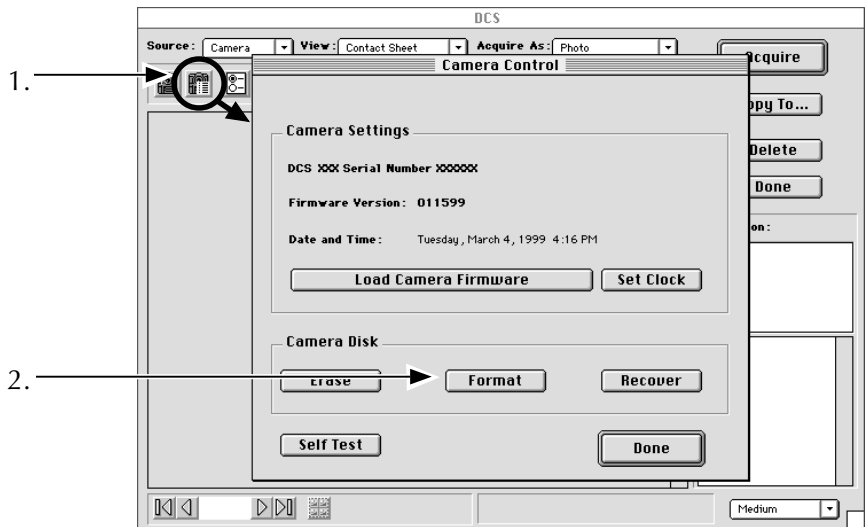 DCS
Source: Camera View: Contact Sheet Acquire As: Photo
Acquire
Camera Control
1.
Camera Settings
DCS XXX Serial Number XXXXXX
Firmware Version: 011599
Date and Time: Tuesday, March 4, 1999 4:16 PM
Load Camera Firmware Set Clock
opy To...
Delete
Done
on:
Camera Disk
2.
Erase Format Recover
Self Test Done
Medium